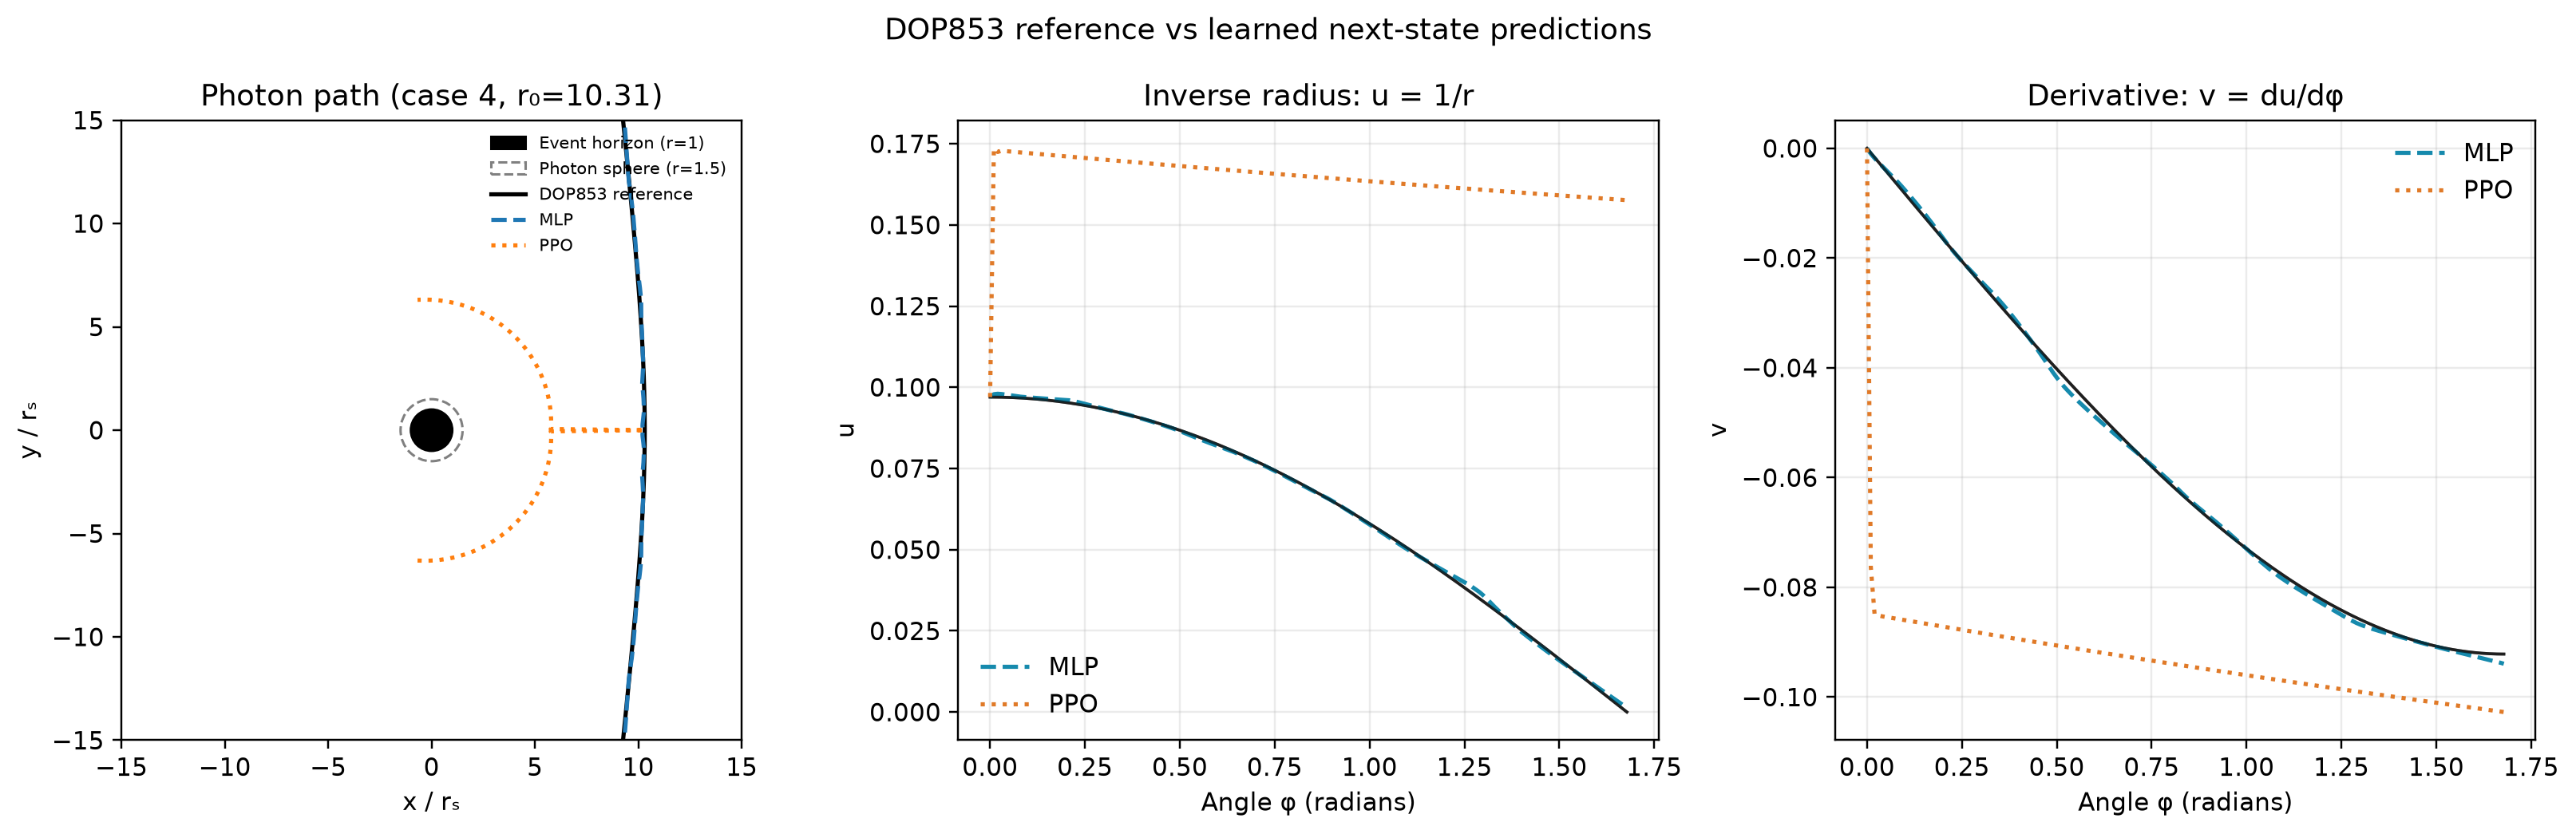 DOP853 reference vs learned next-state predictions
Photon path (case 4, r₀=10.31)
15
10
5
0
−5
−10
−15
y / rₛ
−15
−10
−5
0
5
10
15
x / rₛ
Event horizon (r=1)
Photon sphere (r=1.5)
DOP853 reference
MLP
PPO
Inverse radius: u = 1/r
0.175
0.150
0.125
0.100
0.075
0.050
0.025
0.000
u
MLP
PPO
0.00
0.25
0.50
0.75
1.00
1.25
1.50
1.75
Angle φ (radians)
Derivative: v = du/dφ
0.00
−0.02
−0.04
−0.06
−0.08
−0.10
v
MLP
PPO
0.00
0.25
0.50
0.75
1.00
1.25
1.50
1.75
Angle φ (radians)